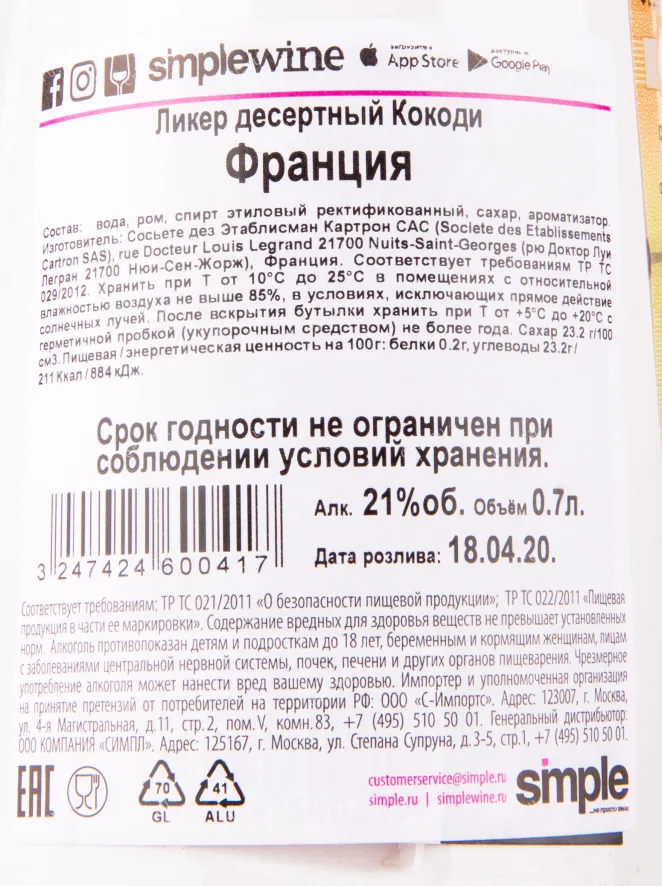 simplewine загрузите в App Store доступно в Google Play
Ликер десертный Кокоди
Франция
Состав: вода, ром, спирт этиловый ректификованный, сахар, ароматизатор.
Изготовитель: Сосьете дез Этаблисман Картрон САС (Societe des Etablissements
Cartron SAS), rue Docteur Louis Legrand 21700 Nuits-Saint-Georges (рю Доктор Луи
Легран 21700 Нюи-Сен-Жорж), Франция. Соответствует требованиям ТР ТС
029/2012. Хранить при Т от 10°С до 25°С в помещениях с относительной
влажностью воздуха не выше 85%, в условиях, исключающих прямое действие
солнечных лучей. После вскрытия бутылки хранить при Т от +5°С до +20°С с
герметичной пробкой (укупорочным средством) не более года. Сахар 23.2 г/100
см3. Пищевая / энергетическая ценность на 100г: белки 0.2г, углеводы 23.2г/
211 Ккал / 884 кДж.
Срок годности не ограничен при
соблюдении условий хранения.
Алк. 21%об. Объём 0.7л.
Дата розлива: 18.04.20.
3 247424 600417
Соответствует требованиям: ТР ТС 021/2011 «О безопасности пищевой продукции»; ТР ТС 022/2011 «Пищевая
продукция в части ее маркировки». Содержание вредных для здоровья веществ не превышает установленных
норм. Алкоголь противопоказан детям и подросткам до 18 лет, беременным и кормящим женщинам, лицам
с заболеваниями центральной нервной системы, почек, печени и других органов пищеварения. Чрезмерное
употребление алкоголя может нанести вред вашему здоровью. Импортер и уполномоченная организация
на принятие претензий от потребителей на территории РФ: ООО «С-Импортс». Адрес: 123007, г. Москва,
ул. 4-я Магистральная, д.11, стр.2, пом.V, комн.83, +7 (495) 510 50 01. Генеральный дистрибьютор:
ООО КОМПАНИЯ «СИМПЛ». Адрес: 125167, г. Москва, ул. Степана Супруна, д.3-5, стр.1, +7 (495) 510 50 01.
EAC
70
GL
41
ALU
customerservice@simple.ru
simple.ru | simplewine.ru
simple
...не просто вино